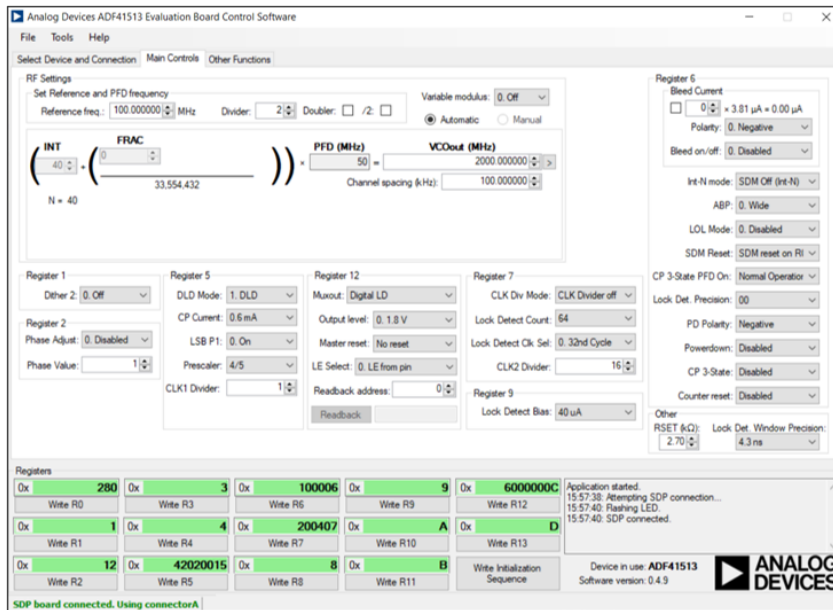 Analog Devices ADF41513 Evaluation Board Control Software
File Tools Help
Select Device and Connection Main Controls Other Functions
RF Settings
Set Reference and PFD frequency
Reference freq.: 100.000000 MHz Divider: 2 Doubler: /2:
Variable modulus: 0. Off
Automatic Manual
INT FRAC PFD (MHz) VCOout (MHz)
( 40 + ( 0 ) ) × 50 = 2000.000000 >
33,554,432
Channel spacing (kHz): 100.000000
N = 40
Register 1
Dither 2: 0. Off
Register 2
Phase Adjust: 0. Disabled
Phase Value: 1
Register 5
DLD Mode: 1. DLD
CP Current: 0.6 mA
LSB P1: 0. On
Prescaler: 4/5
CLK1 Divider: 1
Register 12
Muxout: Digital LD
Output level: 0. 1.8 V
Master reset: No reset
LE Select: 0. LE from pin
Readback address: 0
Readback
Register 7
CLK Div Mode: CLK Divider off
Lock Detect Count: 64
Lock Detect Clk Sel: 0. 32nd Cycle
CLK2 Divider: 16
Register 9
Lock Detect Bias: 40 uA
Register 6
Bleed Current
0 × 3.81 µA = 0.00 µA
Polarity: 0. Negative
Bleed on/off: 0. Disabled
Int-N mode: SDM Off (Int-N)
ABP: 0. Wide
LOL Mode: 0. Disabled
SDM Reset: SDM reset on R
CP 3-State PFD On: Normal Operation
Lock Det. Precision: 00
PD Polarity: Negative
Powerdown: Disabled
CP 3-State: Disabled
Counter reset: Disabled
Other
RSET (kΩ): Lock Det. Window Precision:
2.70 4.3 ns
Registers
0x 280 0x 3 0x 100006 0x 9 0x 6000000C
Write R0 Write R3 Write R6 Write R9 Write R12
0x 1 0x 4 0x 200407 0x A 0x D
Write R1 Write R4 Write R7 Write R10 Write R13
0x 12 0x 42020015 0x 8 0x B
Write R2 Write R5 Write R8 Write R11
Write Initialization
Sequence
Application started.
15:57:38: Attempting SDP connection...
15:57:40: Flashing LED.
15:57:40: SDP connected.
Device in use: ADF41513
Software version: 0.4.9
ANALOG
DEVICES
SDP board connected. Using connectorA